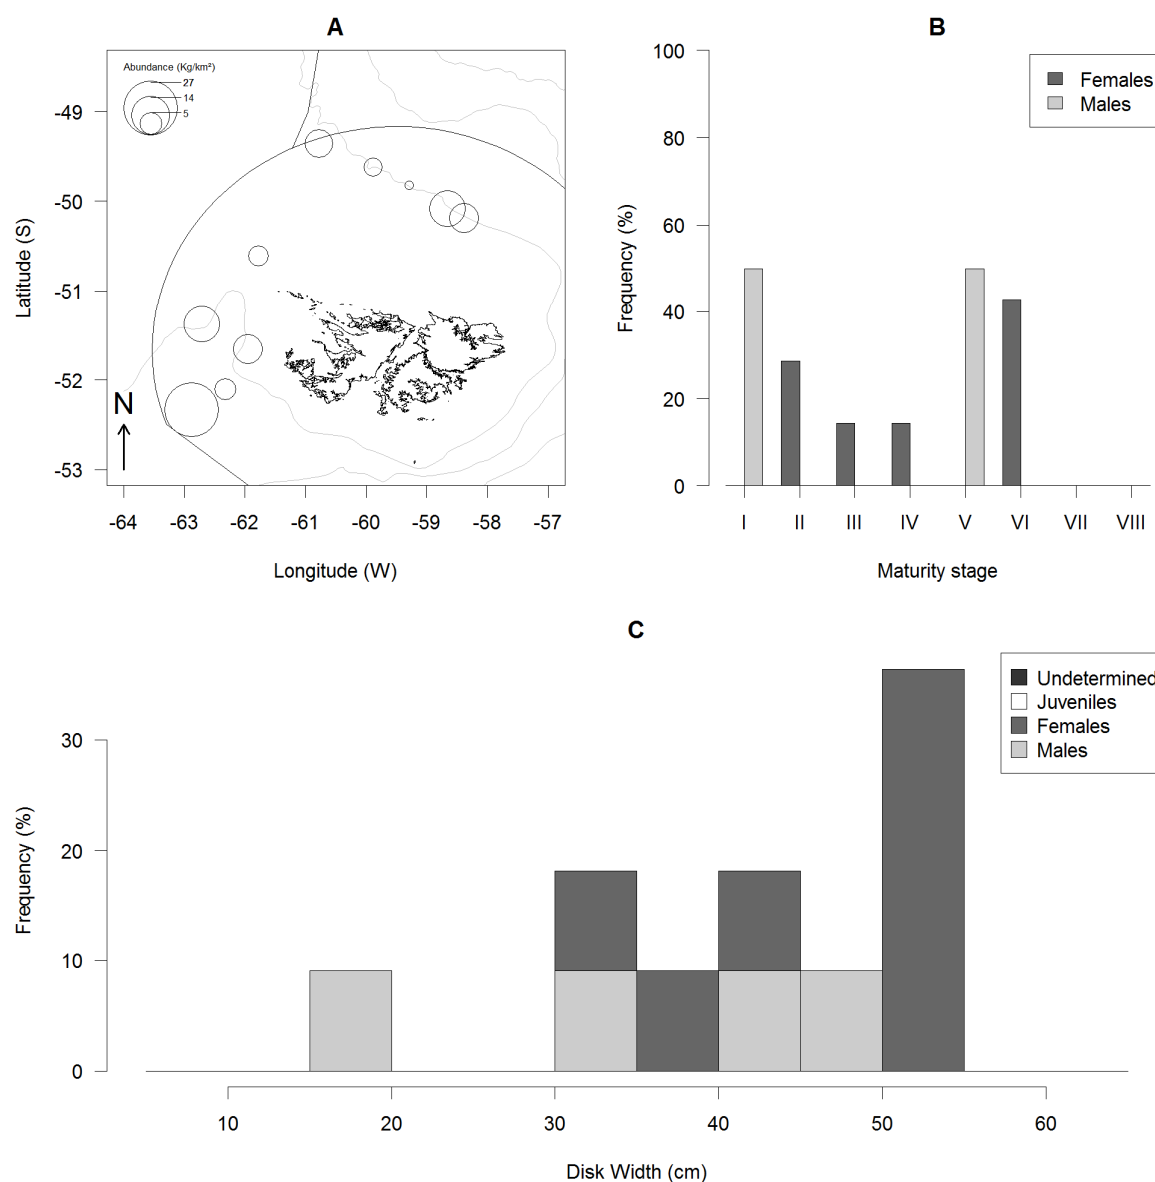 A
Abundance (Kg/km²)
27
14
5
-49
-50
-51
-52
-53
Latitude (S)
N
-64 -63 -62 -61 -60 -59 -58 -57
Longitude (W)
B
100
80
60
40
20
0
Frequency (%)
Females
Males
I II III IV V VI VII VIII
Maturity stage
C
30
20
10
0
Frequency (%)
Undetermined
Juveniles
Females
Males
10 20 30 40 50 60
Disk Width (cm)